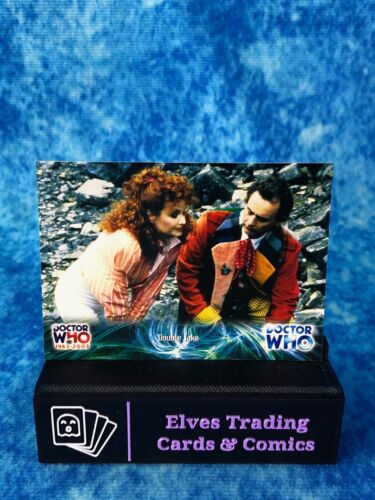 DOCTOR
WHO
1963-2003
Double Take
DOCTOR
WHO
Elves Trading
Cards & Comics